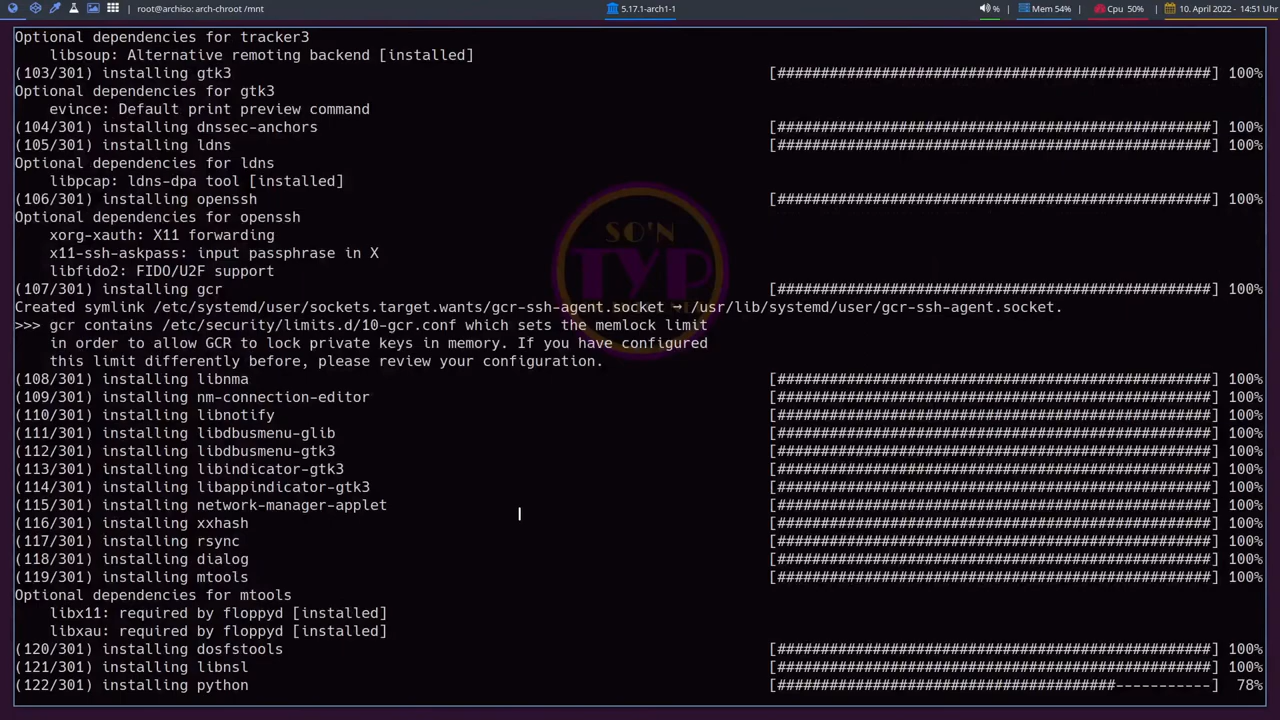 root@archiso: arch-chroot /mnt
5.17.1-arch1-1
% Mem 54% Cpu 50% 10. April 2022 - 14:51 Uhr
Optional dependencies for tracker3
    libsoup: Alternative remoting backend [installed]
(103/301) installing gtk3 [##################################################] 100%
Optional dependencies for gtk3
    evince: Default print preview command
(104/301) installing dnssec-anchors [##################################################] 100%
(105/301) installing ldns [##################################################] 100%
Optional dependencies for ldns
    libpcap: ldns-dpa tool [installed]
(106/301) installing openssh [##################################################] 100%
Optional dependencies for openssh
    xorg-xauth: X11 forwarding
    x11-ssh-askpass: input passphrase in X
    libfido2: FIDO/U2F support
(107/301) installing gcr [##################################################] 100%
Created symlink /etc/systemd/user/sockets.target.wants/gcr-ssh-agent.socket → /usr/lib/systemd/user/gcr-ssh-agent.socket.
>>> gcr contains /etc/security/limits.d/10-gcr.conf which sets the memlock limit
    in order to allow GCR to lock private keys in memory. If you have configured
    this limit differently before, please review your configuration.
(108/301) installing libnma [##################################################] 100%
(109/301) installing nm-connection-editor [##################################################] 100%
(110/301) installing libnotify [##################################################] 100%
(111/301) installing libdbusmenu-glib [##################################################] 100%
(112/301) installing libdbusmenu-gtk3 [##################################################] 100%
(113/301) installing libindicator-gtk3 [##################################################] 100%
(114/301) installing libappindicator-gtk3 [##################################################] 100%
(115/301) installing network-manager-applet [##################################################] 100%
(116/301) installing xxhash [##################################################] 100%
(117/301) installing rsync [##################################################] 100%
(118/301) installing dialog [##################################################] 100%
(119/301) installing mtools [##################################################] 100%
Optional dependencies for mtools
    libx11: required by floppyd [installed]
    libxau: required by floppyd [installed]
(120/301) installing dosfstools [##################################################] 100%
(121/301) installing libnsl [##################################################] 100%
(122/301) installing python [#######################################-----------] 78%
SO'N
TYP